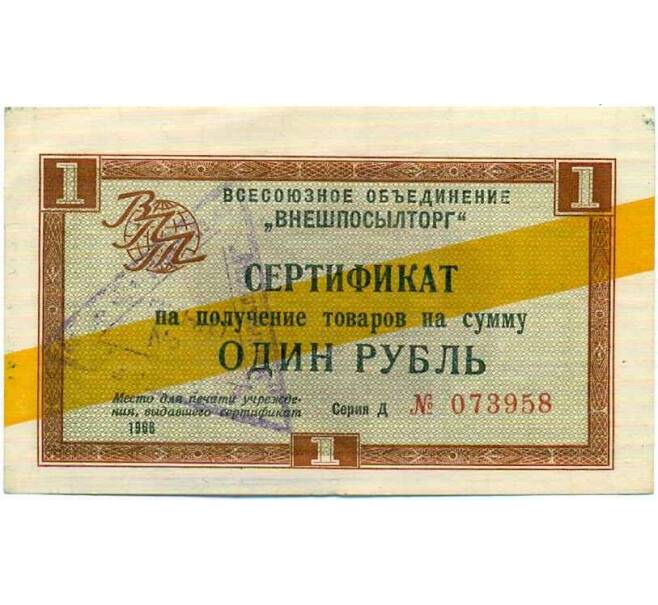 1 1
ВПТ
ВСЕСОЮЗНОЕ ОБЪЕДИНЕНИЕ
„ВНЕШПОСЫЛТОРГ“
СЕРТИФИКАТ
на получение товаров на сумму
ОДИН РУБЛЬ
Место для печати учрежде-
ния, выдавшего сертификат
1966
Серия Д № 073958
1